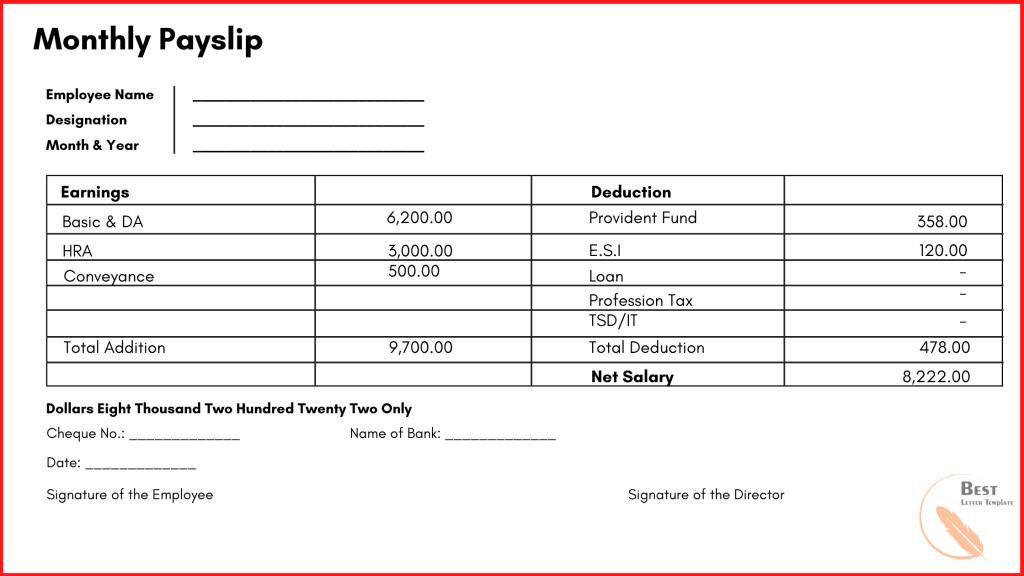 Monthly Payslip
Employee Name ___________________________
Designation ___________________________
Month & Year ___________________________
Earnings Deduction
Basic & DA 6,200.00 Provident Fund 358.00
HRA 3,000.00 E.S.I 120.00
Conveyance 500.00 Loan -
Profession Tax -
TSD/IT -
Total Addition 9,700.00 Total Deduction 478.00
Net Salary 8,222.00
Dollars Eight Thousand Two Hundred Twenty Two Only
Cheque No.: _____________ Name of Bank: _____________
Date: _____________
Signature of the Employee Signature of the Director
Best
Letter Template